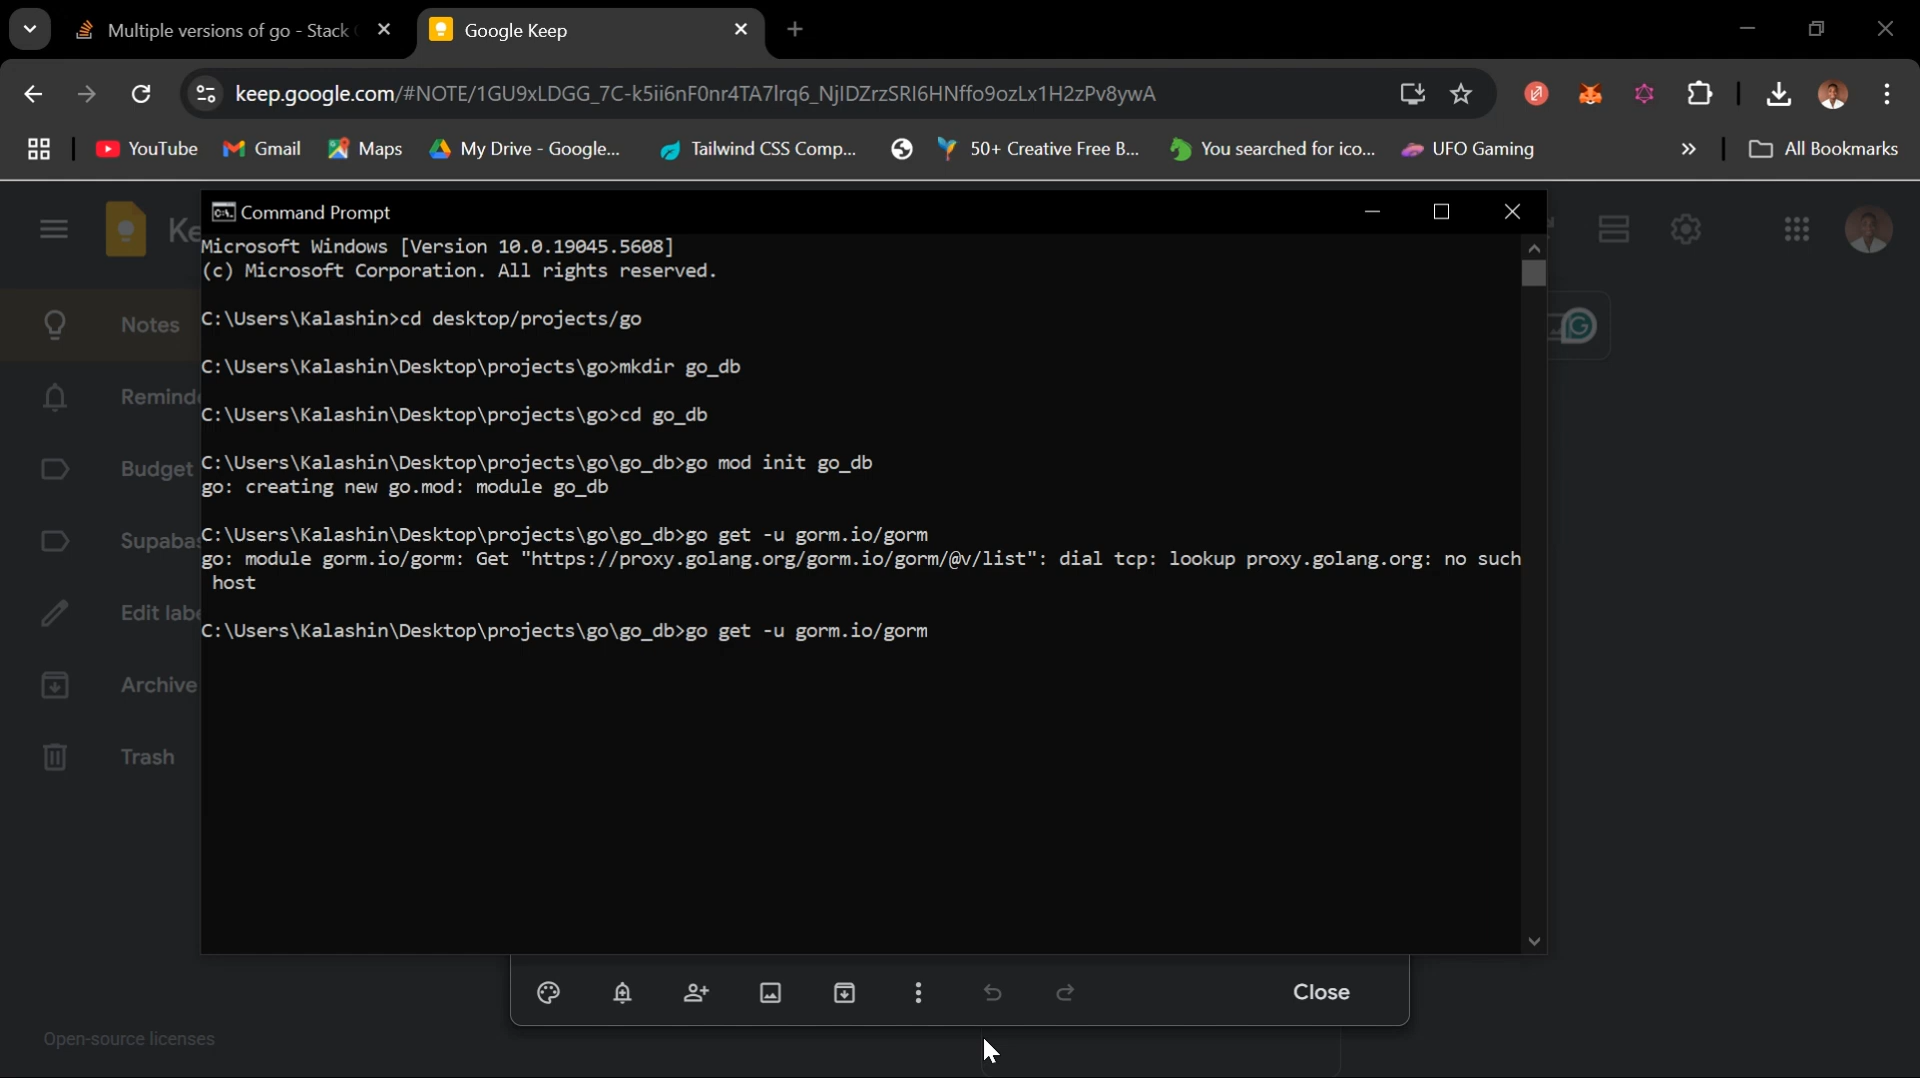 Multiple versions of go - Stack
Google Keep
keep.google.com/#NOTE/1GU9xLDGG_7C-k5ii6nF0nr4TA7lrq6_NjIDZrzSRI6HNffo9ozLx1H2zPv8ywA
YouTube
Gmail
Maps
My Drive - Google...
Tailwind CSS Comp...
50+ Creative Free B...
You searched for ico...
UFO Gaming
All Bookmarks
Ke
Notes
Remind
Budget
Supaba
Edit lab
Archive
Trash
Open-source licenses
Command Prompt
Microsoft Windows [Version 10.0.19045.5608]
(c) Microsoft Corporation. All rights reserved.
C:\Users\Kalashin>cd desktop/projects/go
C:\Users\Kalashin\Desktop\projects\go>mkdir go_db
C:\Users\Kalashin\Desktop\projects\go>cd go_db
C:\Users\Kalashin\Desktop\projects\go\go_db>go mod init go_db
go: creating new go.mod: module go_db
C:\Users\Kalashin\Desktop\projects\go\go_db>go get -u gorm.io/gorm
go: module gorm.io/gorm: Get "https://proxy.golang.org/gorm.io/gorm/@v/list": dial tcp: lookup proxy.golang.org: no such
host
C:\Users\Kalashin\Desktop\projects\go\go_db>go get -u gorm.io/gorm
Close